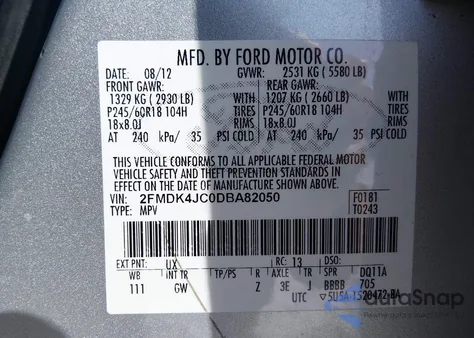 MFD. BY FORD MOTOR CO.
DATE: 08/12 GVWR: 2531 KG ( 5580 LB)
FRONT GAWR: REAR GAWR:
1329 KG ( 2930 LB) WITH 1207 KG ( 2660 LB) WITH
P245/60R18 104H TIRES P245/60R18 104H TIRES
18x8.0J RIMS 18x8.0J RIMS
AT 240 kPa/ 35 PSI COLD AT 240 kPa/ 35 PSI COLD
THIS VEHICLE CONFORMS TO ALL APPLICABLE FEDERAL MOTOR
VEHICLE SAFETY AND THEFT PREVENTION STANDARDS IN
EFFECT ON THE DATE OF MANUFACTURE SHOWN ABOVE.
VIN: 2FMDK4JC0DBA82050 F0181
TYPE: MPV T0243
EXT PNT: UX RC: 13 DSO:
WB INT TR TP/PS R AXLE TR SPR DQ11A
111 GW Z 3E J BBBB 705
UTC
autoSnap